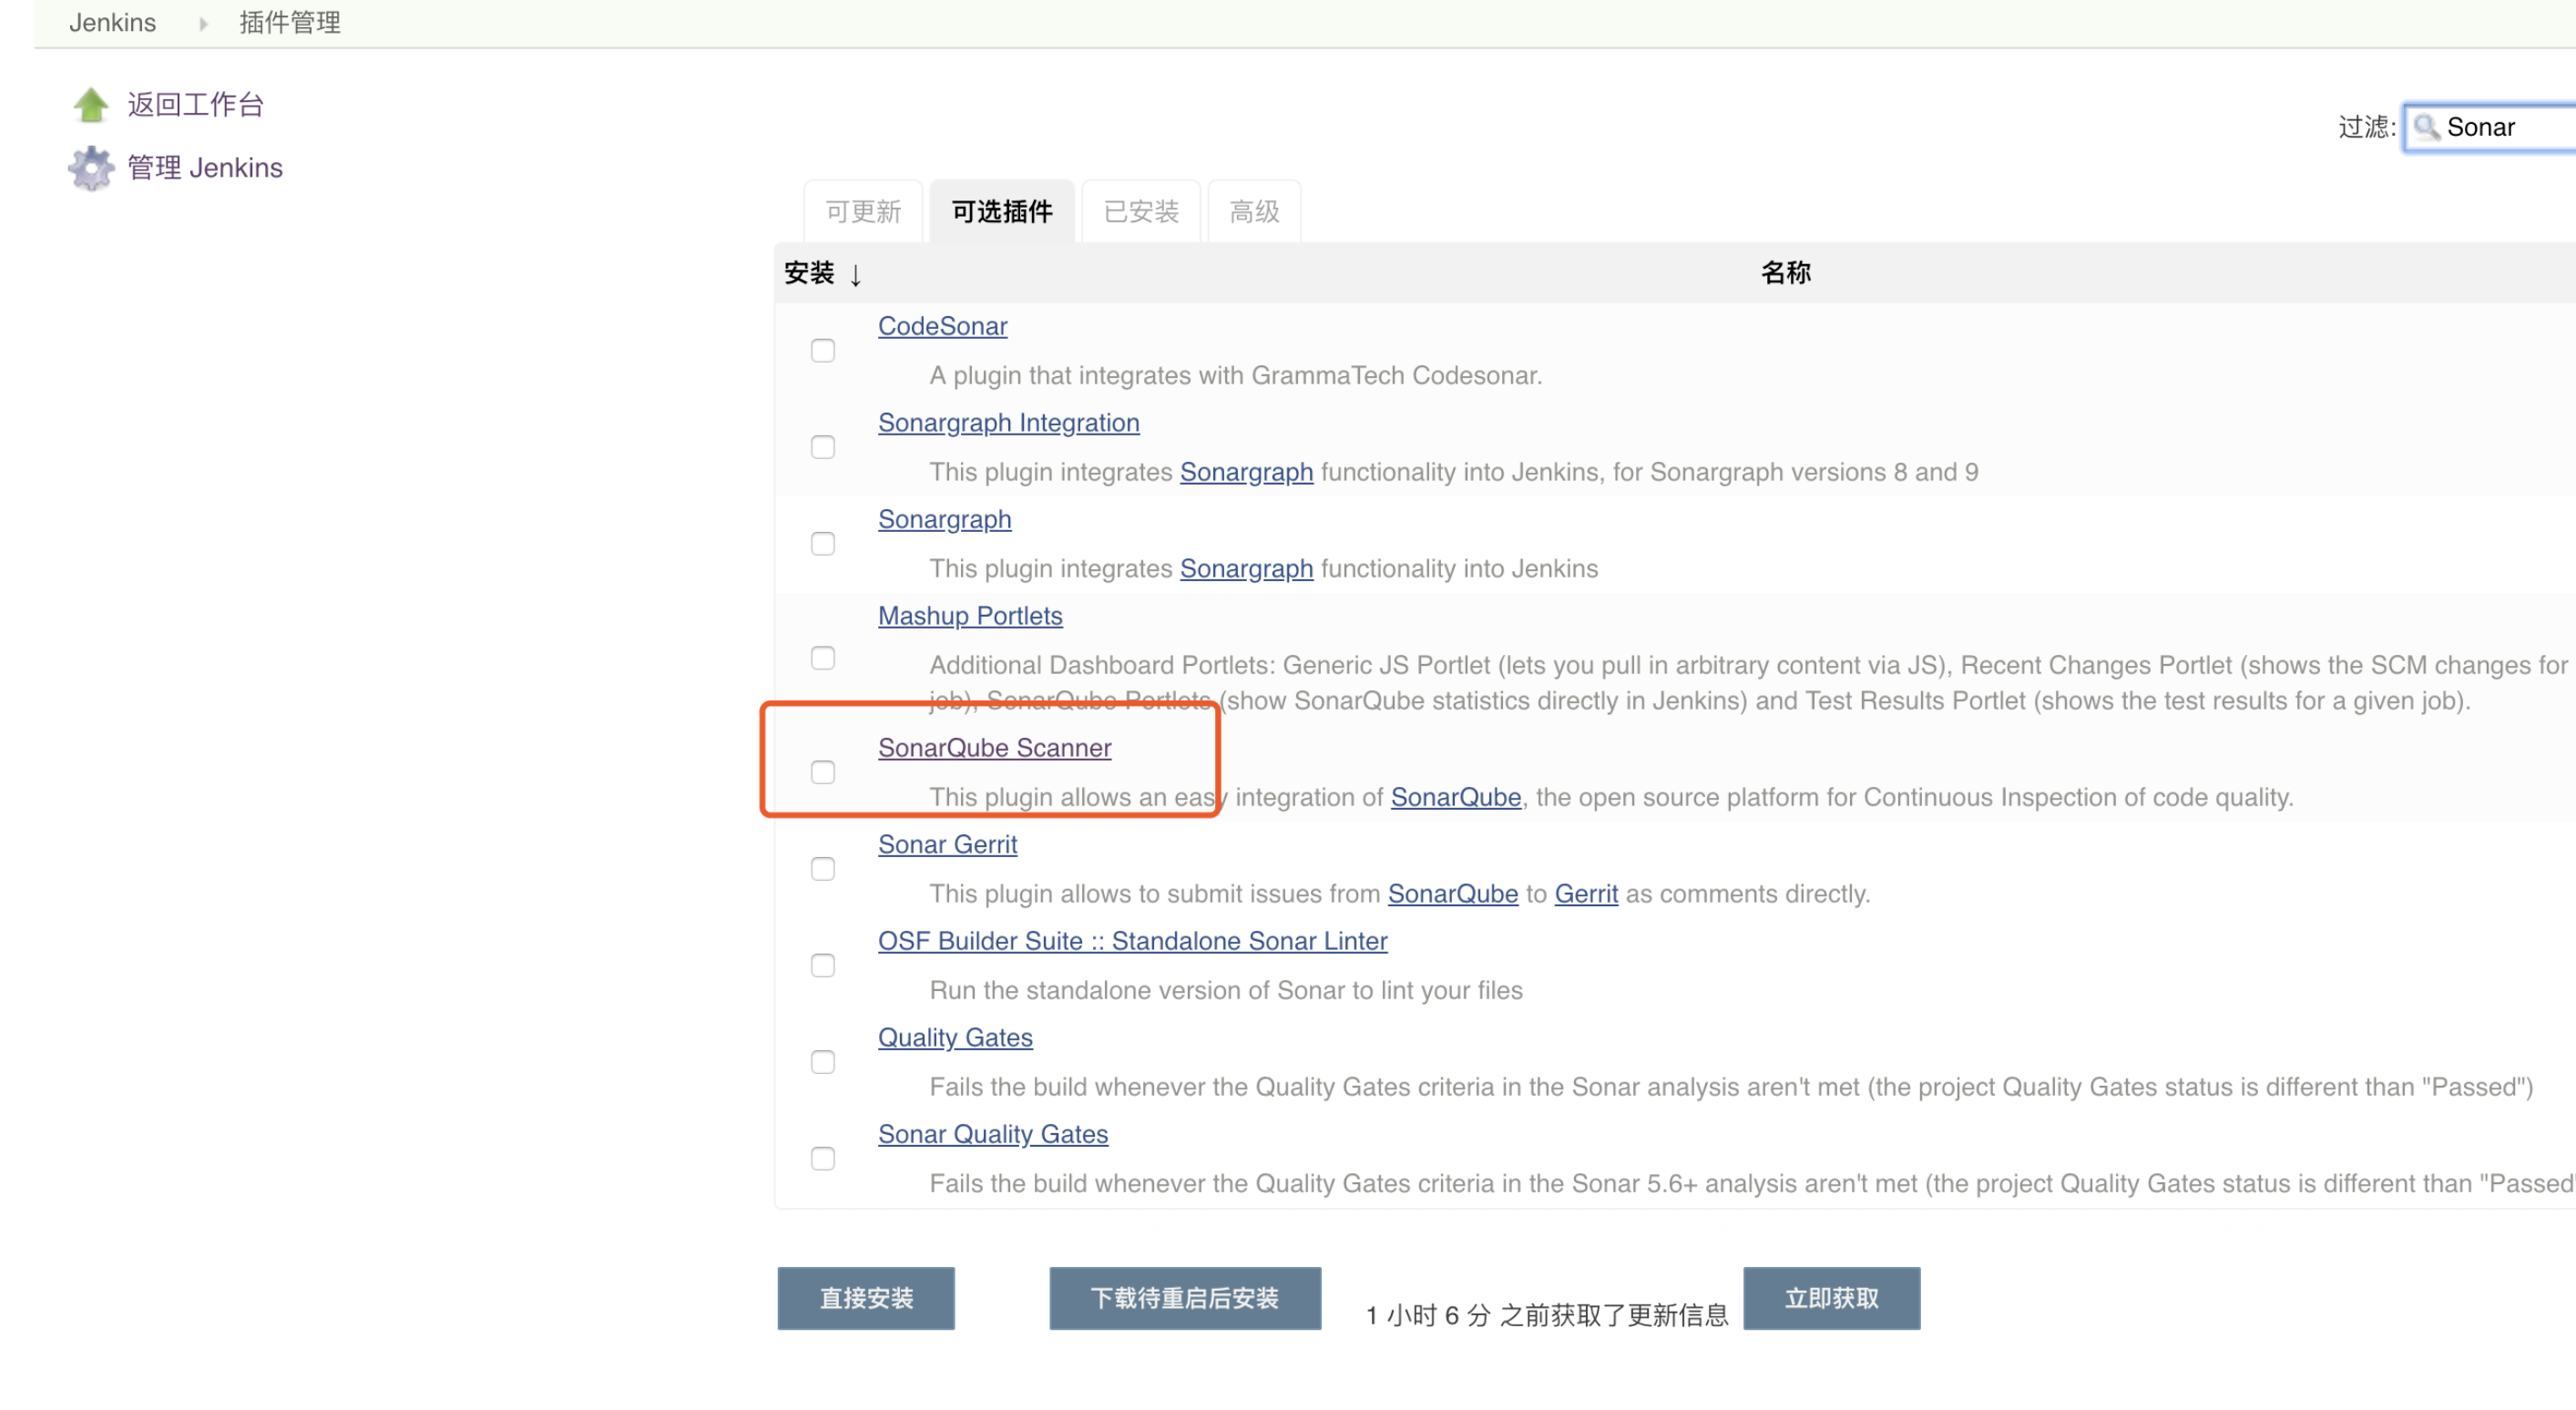 Jenkins 插件管理
返回工作台
管理 Jenkins
过滤: Sonar
可更新 可选插件 已安装 高级
安装 ↓ 名称
CodeSonar
A plugin that integrates with GrammaTech Codesonar.
Sonargraph Integration
This plugin integrates Sonargraph functionality into Jenkins, for Sonargraph versions 8 and 9
Sonargraph
This plugin integrates Sonargraph functionality into Jenkins
Mashup Portlets
Additional Dashboard Portlets: Generic JS Portlet (lets you pull in arbitrary content via JS), Recent Changes Portlet (shows the SCM changes for
job), SonarQube Portlets (show SonarQube statistics directly in Jenkins) and Test Results Portlet (shows the test results for a given job).
SonarQube Scanner
This plugin allows an easy integration of SonarQube, the open source platform for Continuous Inspection of code quality.
Sonar Gerrit
This plugin allows to submit issues from SonarQube to Gerrit as comments directly.
OSF Builder Suite :: Standalone Sonar Linter
Run the standalone version of Sonar to lint your files
Quality Gates
Fails the build whenever the Quality Gates criteria in the Sonar analysis aren't met (the project Quality Gates status is different than "Passed")
Sonar Quality Gates
Fails the build whenever the Quality Gates criteria in the Sonar 5.6+ analysis aren't met (the project Quality Gates status is different than "Passed"
直接安装 下载待重启后安装 1 小时 6 分 之前获取了更新信息 立即获取